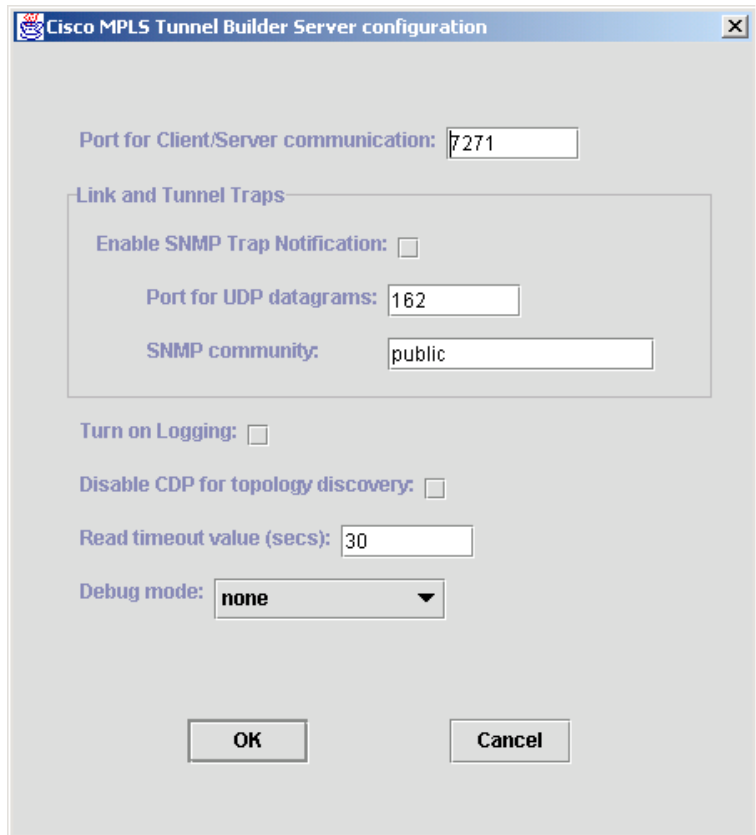 Cisco MPLS Tunnel Builder Server configuration
Port for Client/Server communication: 7271
Link and Tunnel Traps
Enable SNMP Trap Notification:
Port for UDP datagrams: 162
SNMP community: public
Turn on Logging:
Disable CDP for topology discovery:
Read timeout value (secs): 30
Debug mode: none
OK Cancel